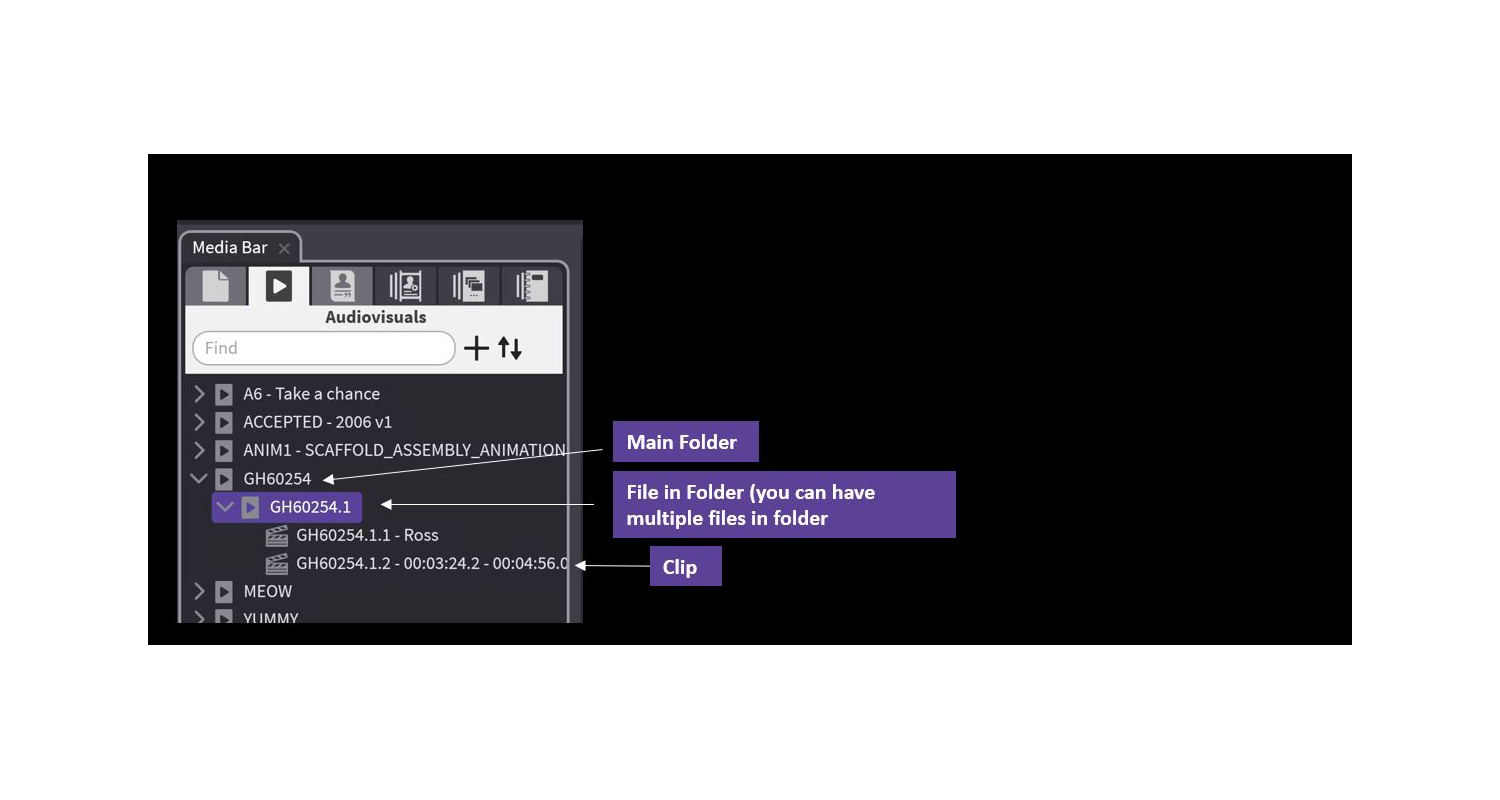 Media Bar
Audiovisuals
Find
A6 - Take a chance
ACCEPTED - 2006 v1
ANIM1 - SCAFFOLD_ASSEMBLY_ANIMATION
Main Folder
GH60254
File in Folder (you can have
multiple files in folder
GH60254.1
GH60254.1.1 - Ross
GH60254.1.2 - 00:03:24.2 - 00:04:56.0
Clip
MEOW
YUMMY